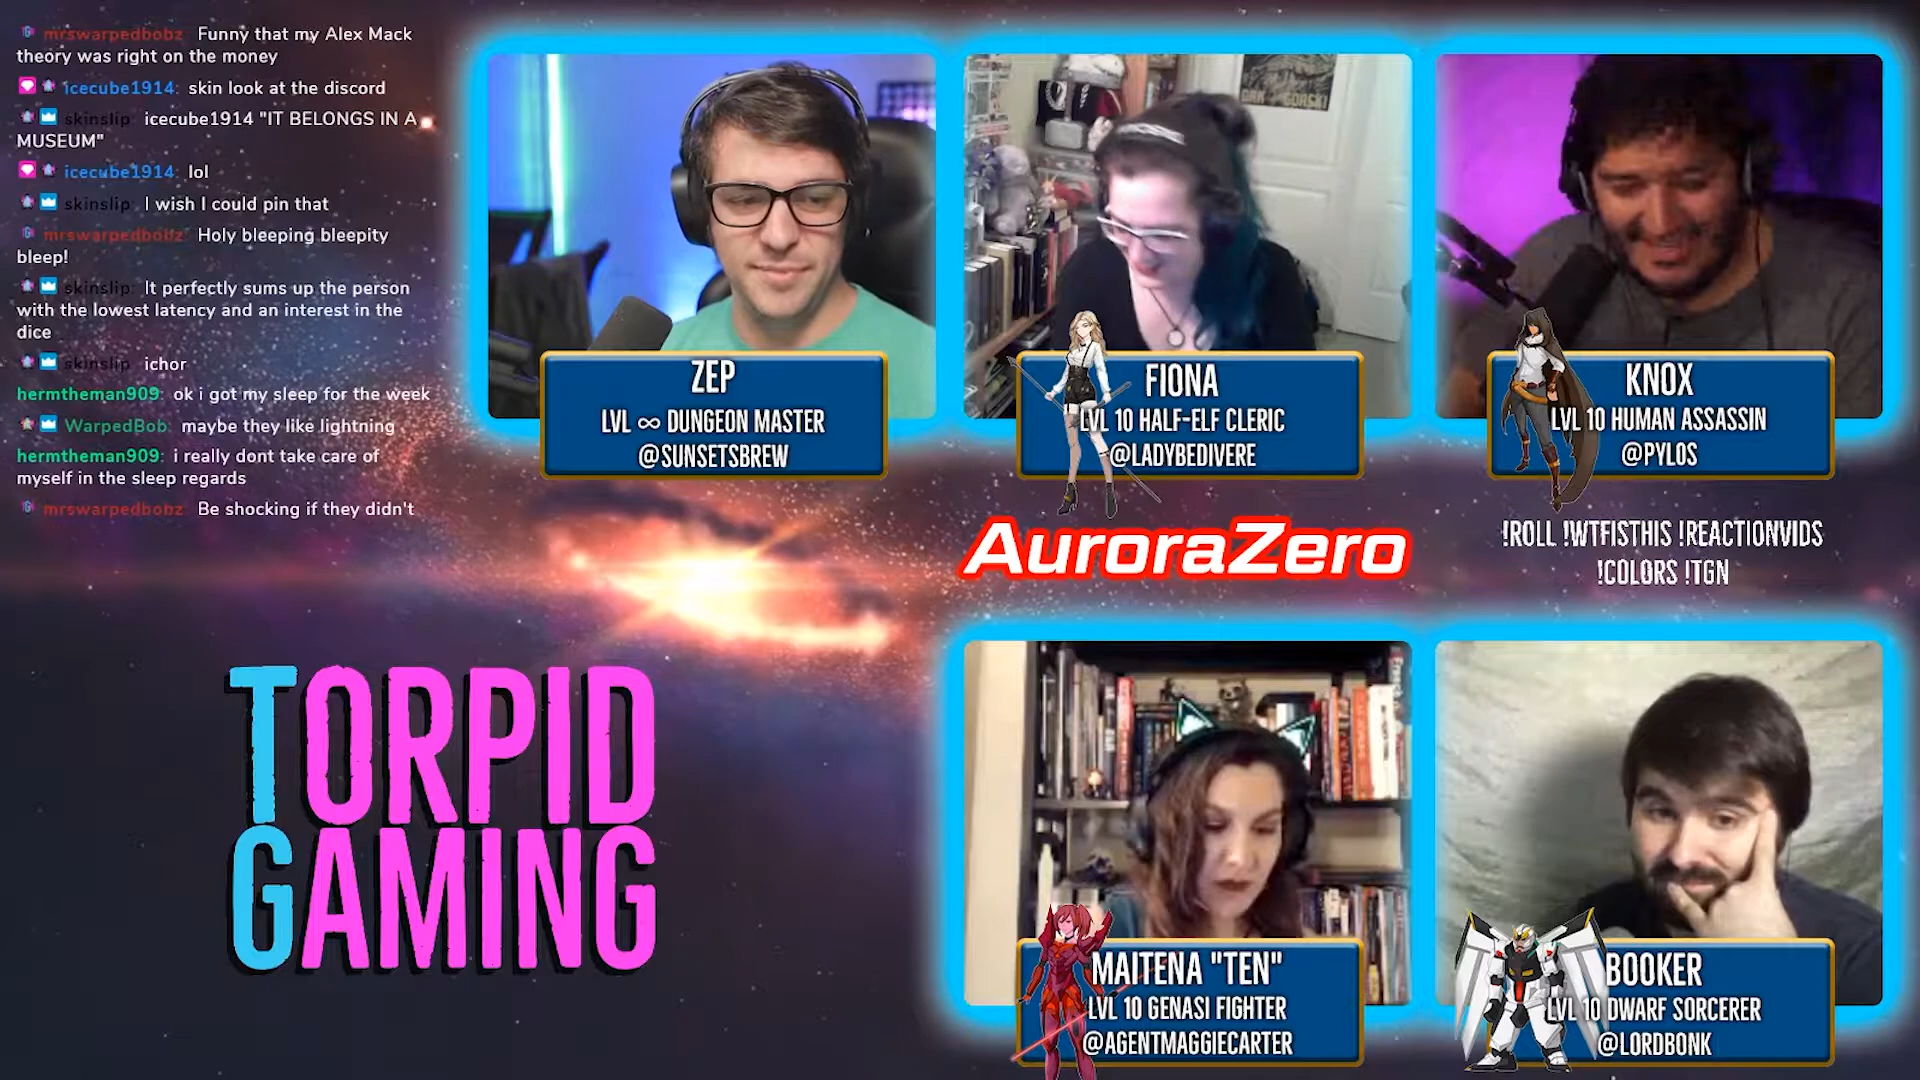 mrswarpedbobz Funny that my Alex Mack
theory was right on the money
icecube1914: skin look at the discord
skinslip icecube1914 "IT BELONGS IN A
MUSEUM"
icecube1914: lol
skinslip I wish I could pin that
mrswarpedbobz Holy bleeping bleepity
bleep!
skinslip: It perfectly sums up the person
with the lowest latency and an interest in the
dice
skinslip ichor
hermtheman909: ok i got my sleep for the week
WarpedBob: maybe they like lightning
hermtheman909: i really dont take care of
myself in the sleep regards
mrswarpedbobz Be shocking if they didn't
ZEP
LVL ∞ DUNGEON MASTER
@SUNSETSBREW
FIONA
LVL 10 HALF-ELF CLERIC
@LADYBEDIVERE
KNOX
LVL 10 HUMAN ASSASSIN
@PYLOS
AuroraZero
!ROLL !WTFISTHIS !REACTIONVIDS
!COLORS !TGN
TORPID
GAMING
MAITENA "TEN"
LVL 10 GENASI FIGHTER
@AGENTMAGGIECARTER
BOOKER
LVL 10 DWARF SORCERER
@LORDBONK